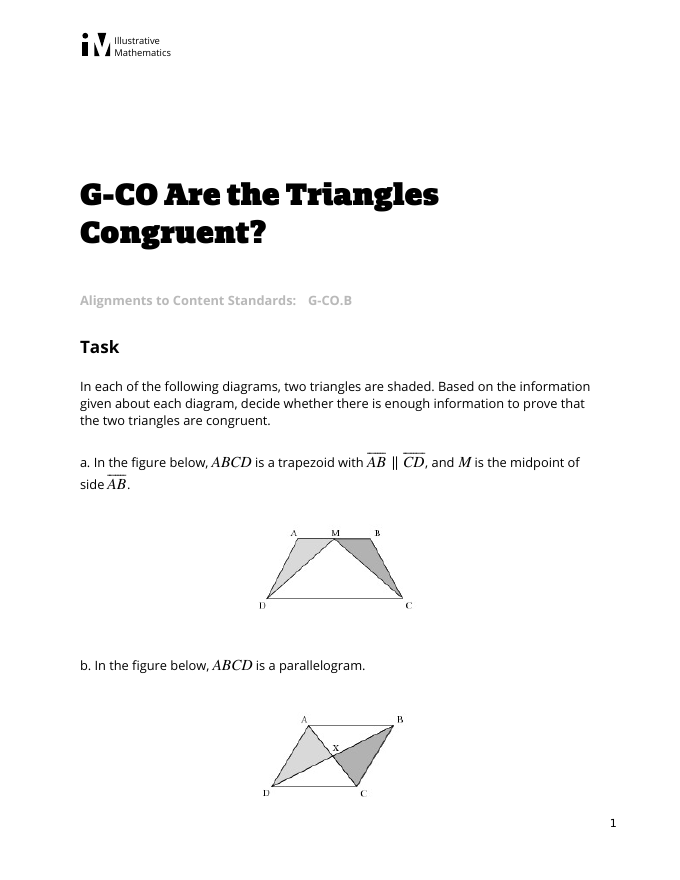 Illustrative
Mathematics
G-CO Are the Triangles
Congruent?
Alignments to Content Standards: G-CO.B
Task
In each of the following diagrams, two triangles are shaded. Based on the information
given about each diagram, decide whether there is enough information to prove that
the two triangles are congruent.
a. In the figure below, ABCD is a trapezoid with AB ∥ CD, and M is the midpoint of
side AB.
A M B
D C
b. In the figure below, ABCD is a parallelogram.
A B
X
D C
1